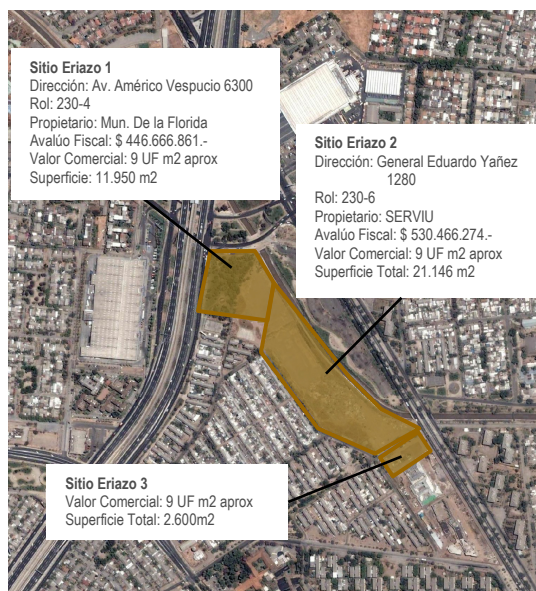 Sitio Eriazo 1
Dirección: Av. Américo Vespucio 6300
Rol: 230-4
Propietario: Mun. De la Florida
Avalúo Fiscal: $ 446.666.861.-
Valor Comercial: 9 UF m2 aprox
Superficie: 11.950 m2
Sitio Eriazo 2
Dirección: General Eduardo Yañez
1280
Rol: 230-6
Propietario: SERVIU
Avalúo Fiscal: $ 530.466.274.-
Valor Comercial: 9 UF m2 aprox
Superficie Total: 21.146 m2
Sitio Eriazo 3
Valor Comercial: 9 UF m2 aprox
Superficie Total: 2.600m2